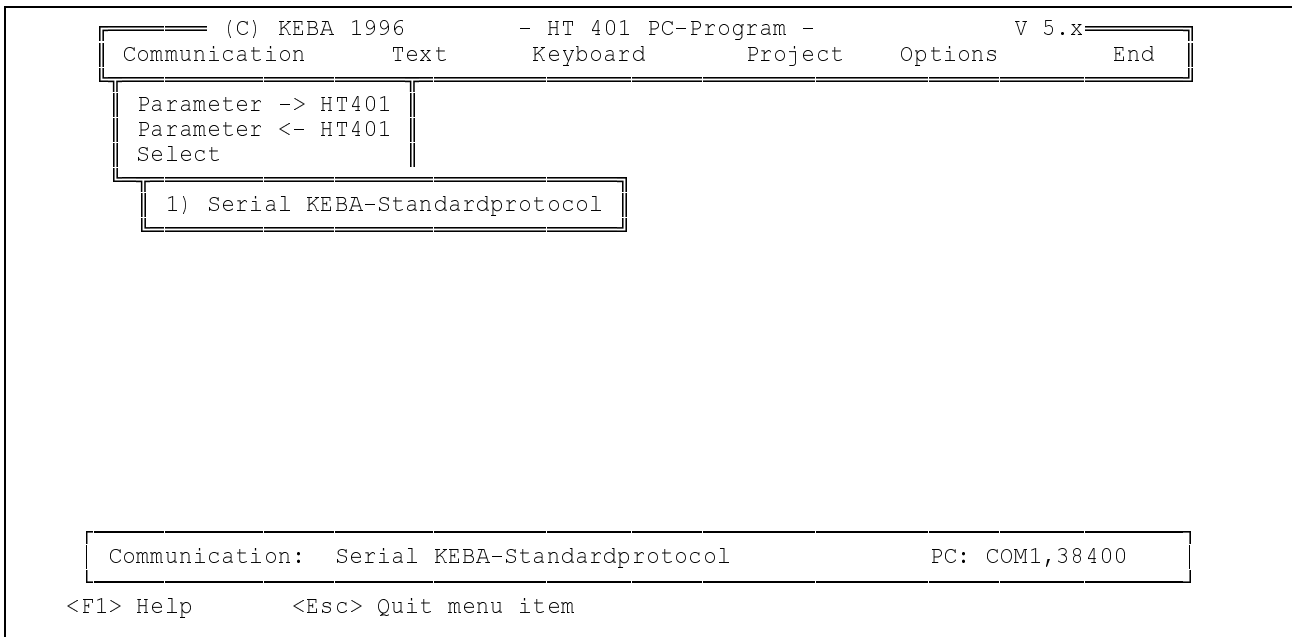 (C) KEBA 1996 - HT 401 PC-Program - V 5.x
Communication Text Keyboard Project Options End
Parameter -> HT401
Parameter <- HT401
Select
1) Serial KEBA-Standardprotocol
Communication: Serial KEBA-Standardprotocol PC: COM1,38400
<F1> Help <Esc> Quit menu item